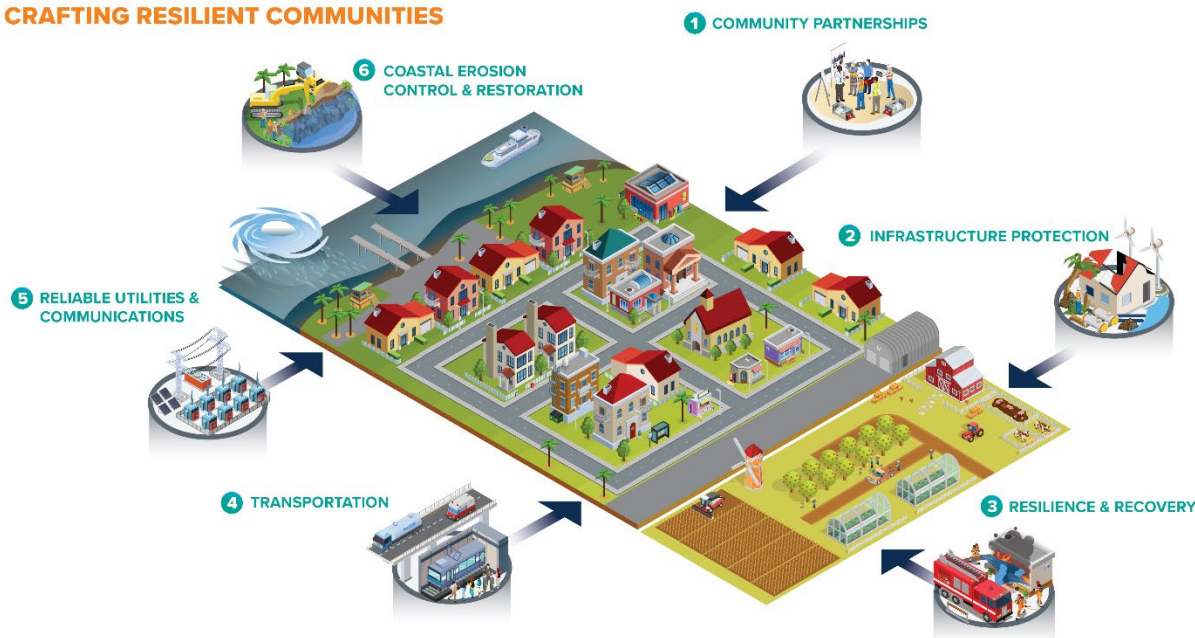 CRAFTING RESILIENT COMMUNITIES
1 COMMUNITY PARTNERSHIPS
2 INFRASTRUCTURE PROTECTION
3 RESILIENCE & RECOVERY
4 TRANSPORTATION
5 RELIABLE UTILITIES &
COMMUNICATIONS
6 COASTAL EROSION
CONTROL & RESTORATION